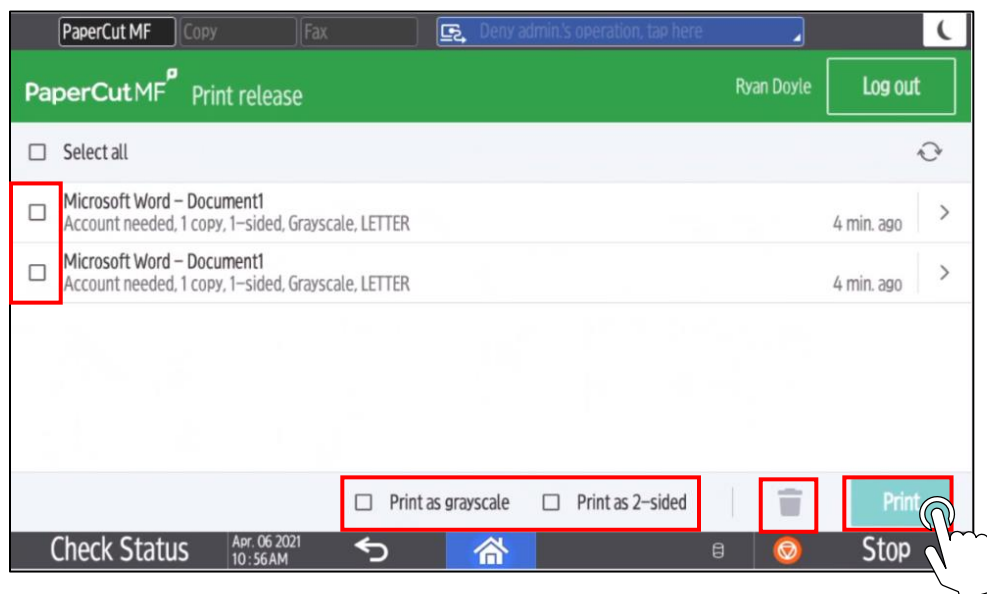 PaperCut MF Copy Fax Deny admin.'s operation, tap here
PaperCutMF Print release Ryan Doyle Log out
Select all
Microsoft Word – Document1
Account needed, 1 copy, 1–sided, Grayscale, LETTER 4 min. ago
Microsoft Word – Document1
Account needed, 1 copy, 1–sided, Grayscale, LETTER 4 min. ago
Print as grayscale Print as 2–sided Print
Check Status Apr. 06 2021 Stop
10:56AM